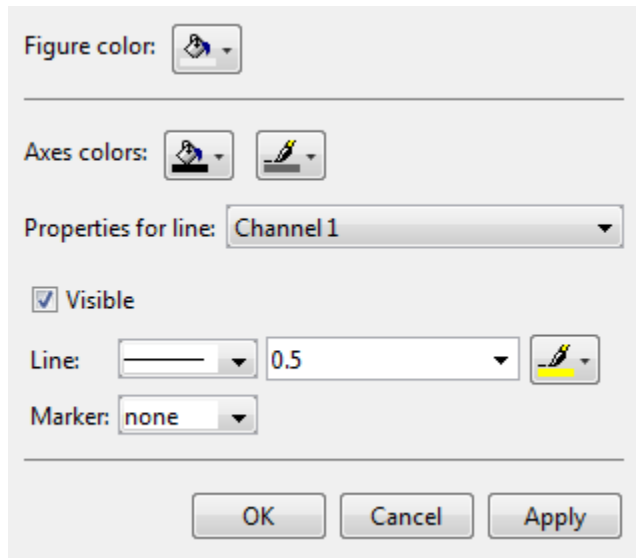 Figure color:
Axes colors:
Properties for line: Channel 1
Visible
Line: 0.5
Marker: none
OK Cancel Apply